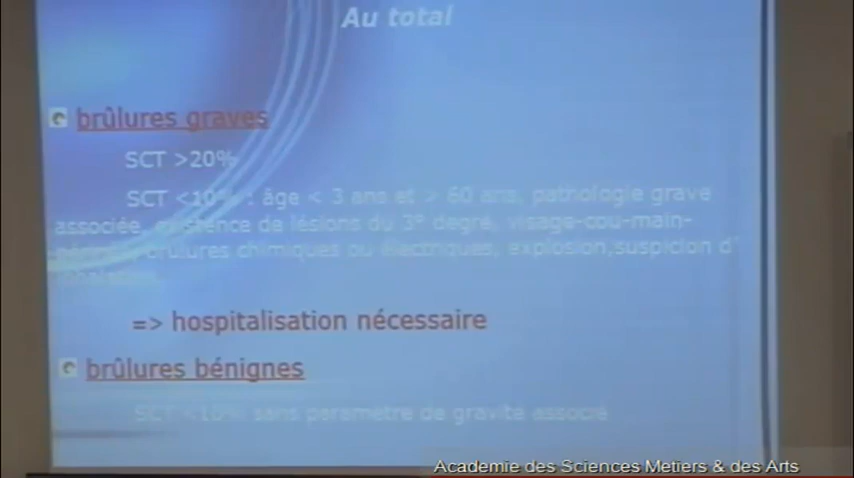 Au total
brûlures graves
SCT >20%
SCT <10% : âge < 3 ans et > 60 ans, pathologie grave
associée, existence de lésions du 3° degré, visage-cou-main-
brûlures chimiques ou électriques, explosion,suspicion d'
=> hospitalisation nécessaire
brûlures bénignes
SCT <10% sans paramètre de gravité associé
Academie des Sciences Metiers & des Arts